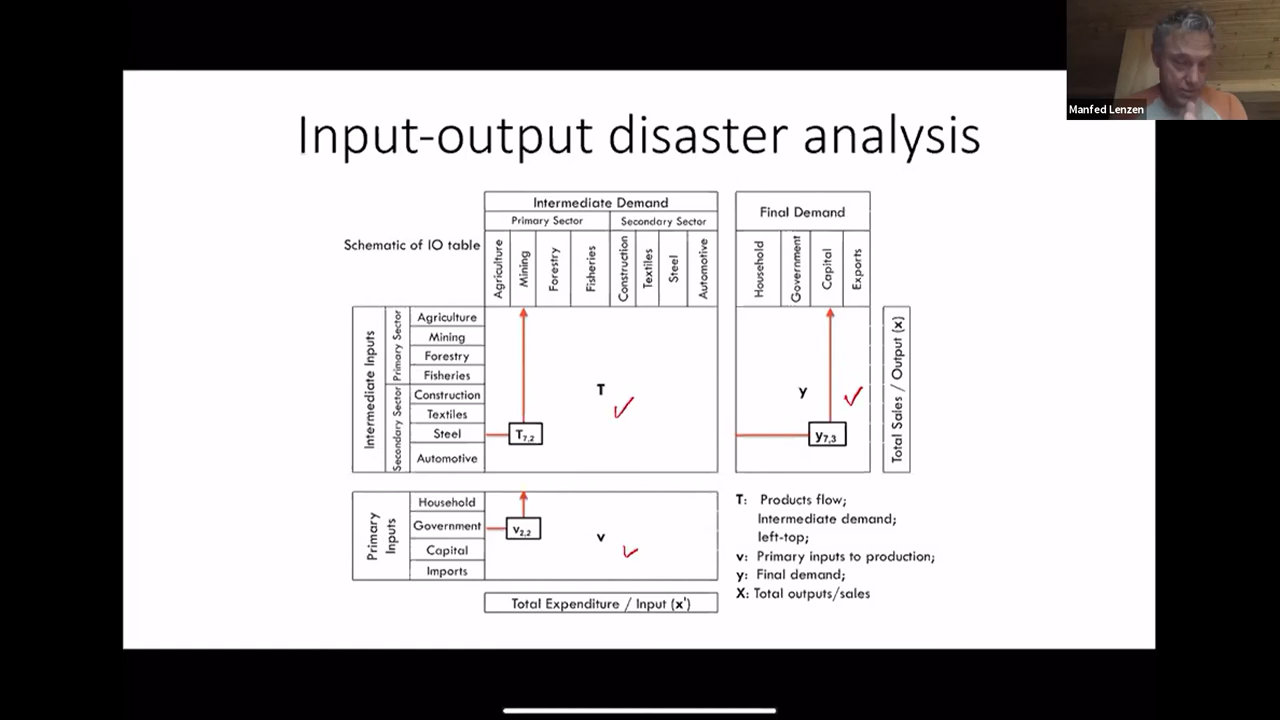 Manfed Lenzen
Input-output disaster analysis
Intermediate Demand
Final Demand
Primary Sector
Secondary Sector
Schematic of IO table
Agriculture
Mining
Forestry
Fisheries
Construction
Textiles
Steel
Automotive
Household
Government
Capital
Exports
Intermediate Inputs
Primary Sector
Secondary Sector
Agriculture
Mining
Forestry
Fisheries
Construction
Textiles
Steel
Automotive
T
T7,2
y
y7,3
Total Sales / Output (x)
Primary Inputs
Household
Government
Capital
Imports
v2,2
v
Total Expenditure / Input (x')
T: Products flow;
Intermediate demand;
left-top;
v: Primary inputs to production;
y: Final demand;
X: Total outputs/sales